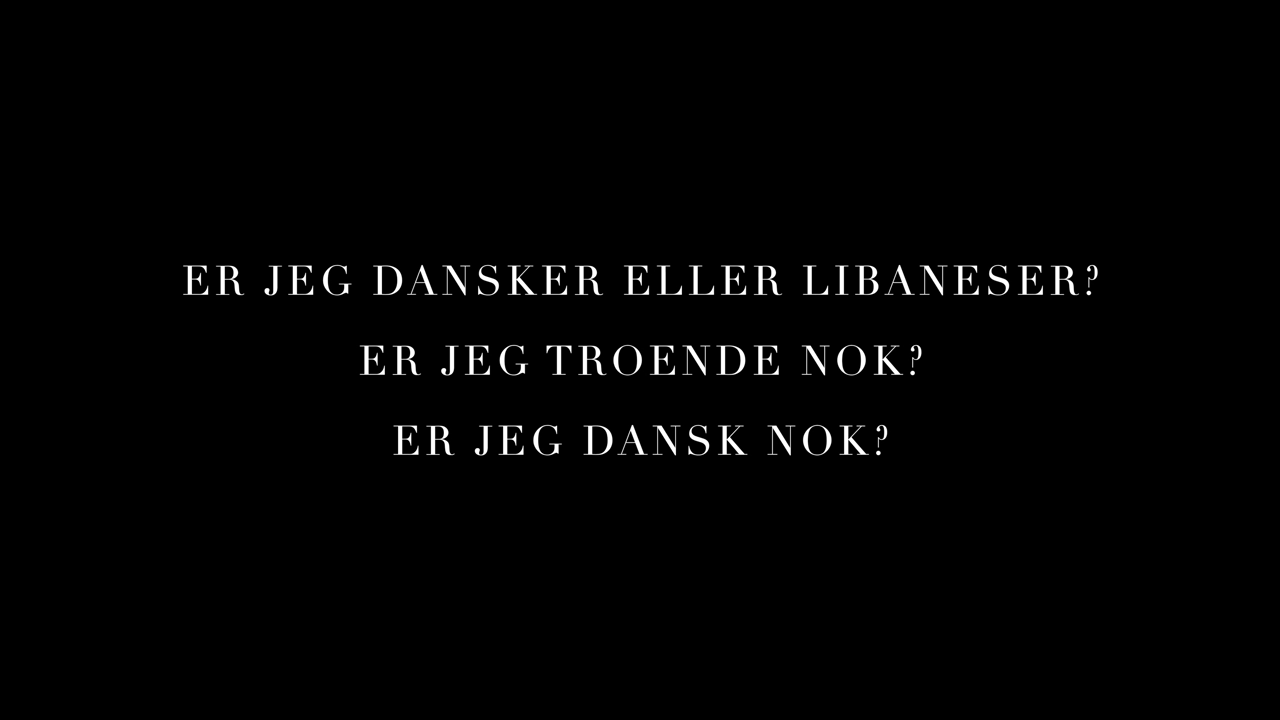 ER JEG DANSKER ELLER LIBANESER?
ER JEG TROENDE NOK?
ER JEG DANSK NOK?